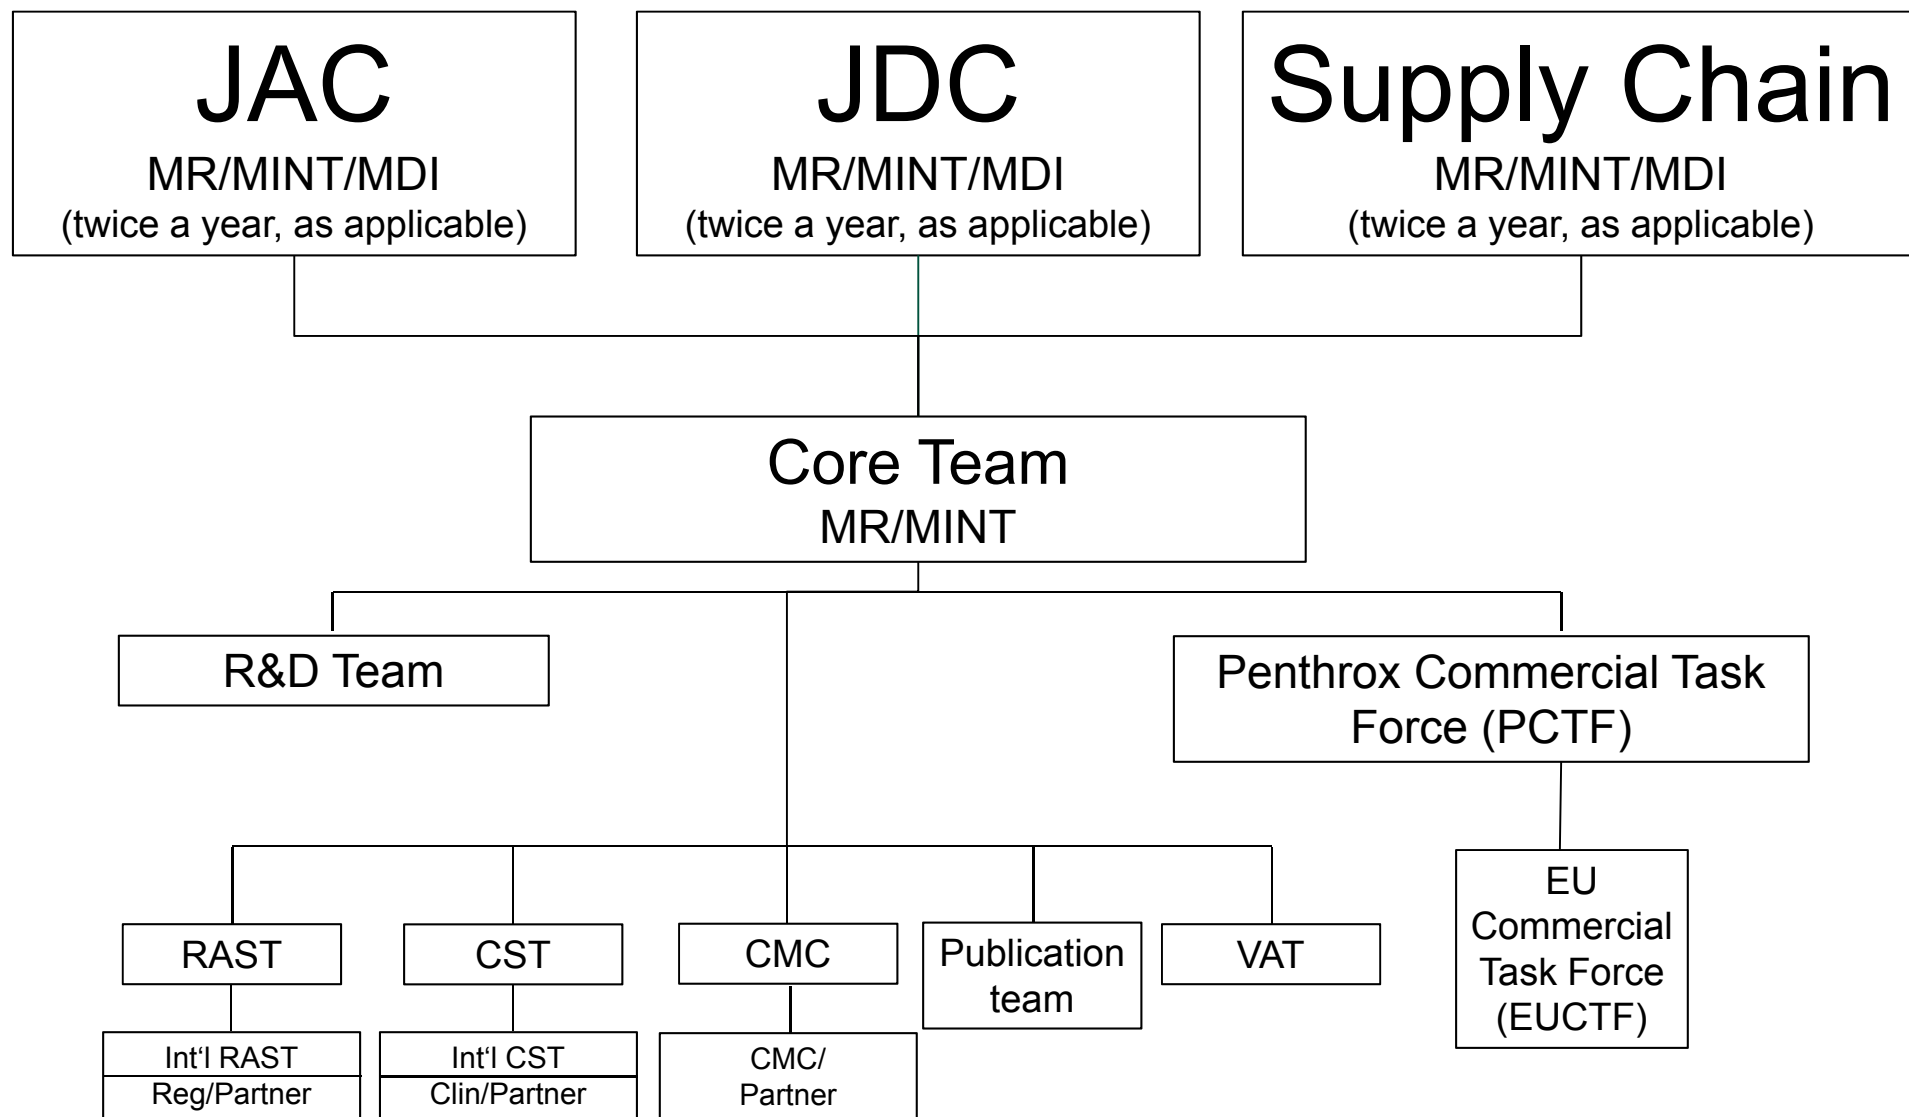 JAC
MR/MINT/MDI
(twice a year, as applicable)
JDC
MR/MINT/MDI
(twice a year, as applicable)
Supply Chain
MR/MINT/MDI
(twice a year, as applicable)
Core Team
MR/MINT
R&D Team
Penthrox Commercial Task
Force (PCTF)
RAST
CST
CMC
Publication
team
VAT
EU
Commercial
Task Force
(EUCTF)
Int‘l RAST
Reg/Partner
Int‘l CST
Clin/Partner
CMC/
Partner